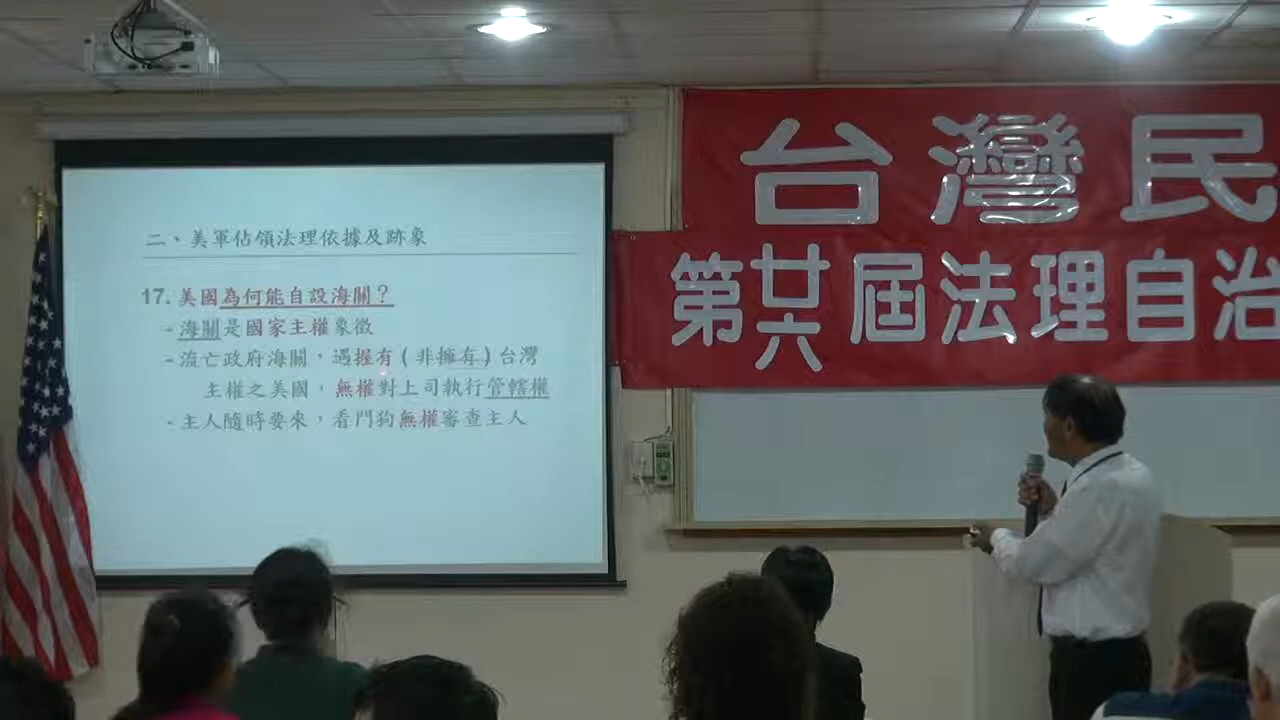 二、美軍佔領法理依據及跡象
17. 美國為何能自設海關？
- 海關是國家主權象徵
- 流亡政府海關，遇握有(非擁有)台灣
主權之美國，無權對上司執行管轄權
- 主人隨時要來，看門狗無權審查主人
台灣民
第廿六屆法理自治